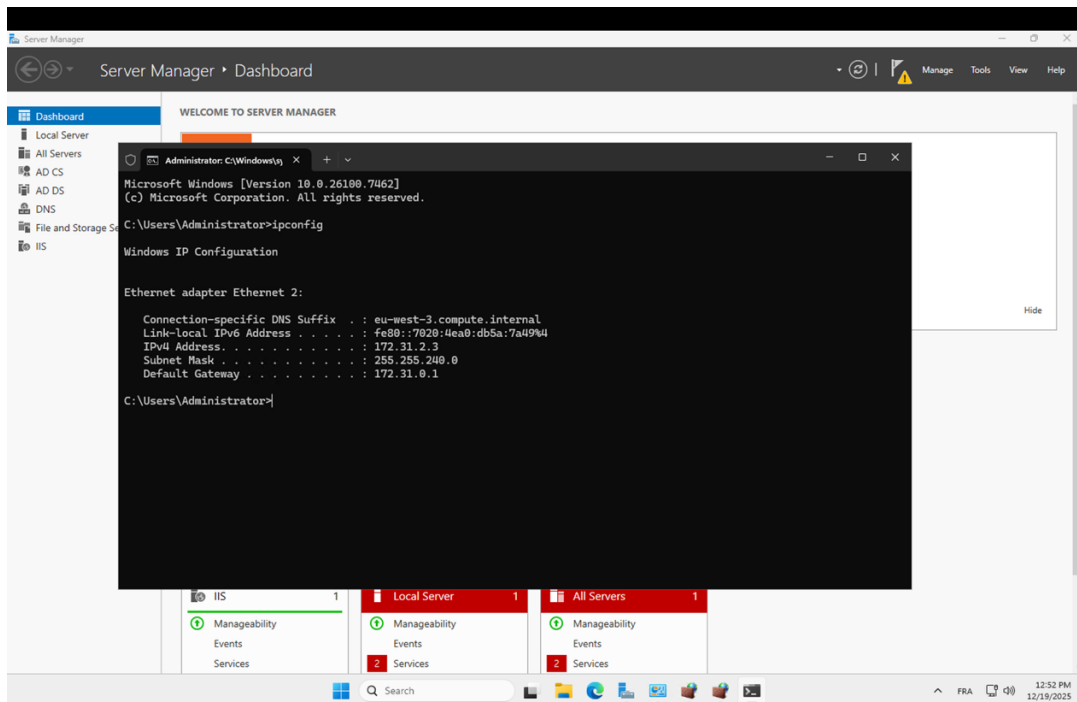 Server Manager
Server Manager • Dashboard
Manage Tools View Help
Dashboard
Local Server
All Servers
AD CS
AD DS
DNS
File and Storage Se
IIS
WELCOME TO SERVER MANAGER
Administrator: C:\Windows\sy
Microsoft Windows [Version 10.0.26100.7462]
(c) Microsoft Corporation. All rights reserved.
C:\Users\Administrator>ipconfig
Windows IP Configuration
Ethernet adapter Ethernet 2:
Connection-specific DNS Suffix . : eu-west-3.compute.internal
Link-local IPv6 Address . . . . . : fe80::7020:4ea0:db5a:7a49%4
IPv4 Address. . . . . . . . . . . : 172.31.2.3
Subnet Mask . . . . . . . . . . . : 255.255.240.0
Default Gateway . . . . . . . . . : 172.31.0.1
C:\Users\Administrator>
Hide
IIS 1
Manageability
Events
Services
Local Server 1
Manageability
Events
2 Services
All Servers 1
Manageability
Events
2 Services
Search
FRA
12:52 PM
12/19/2025